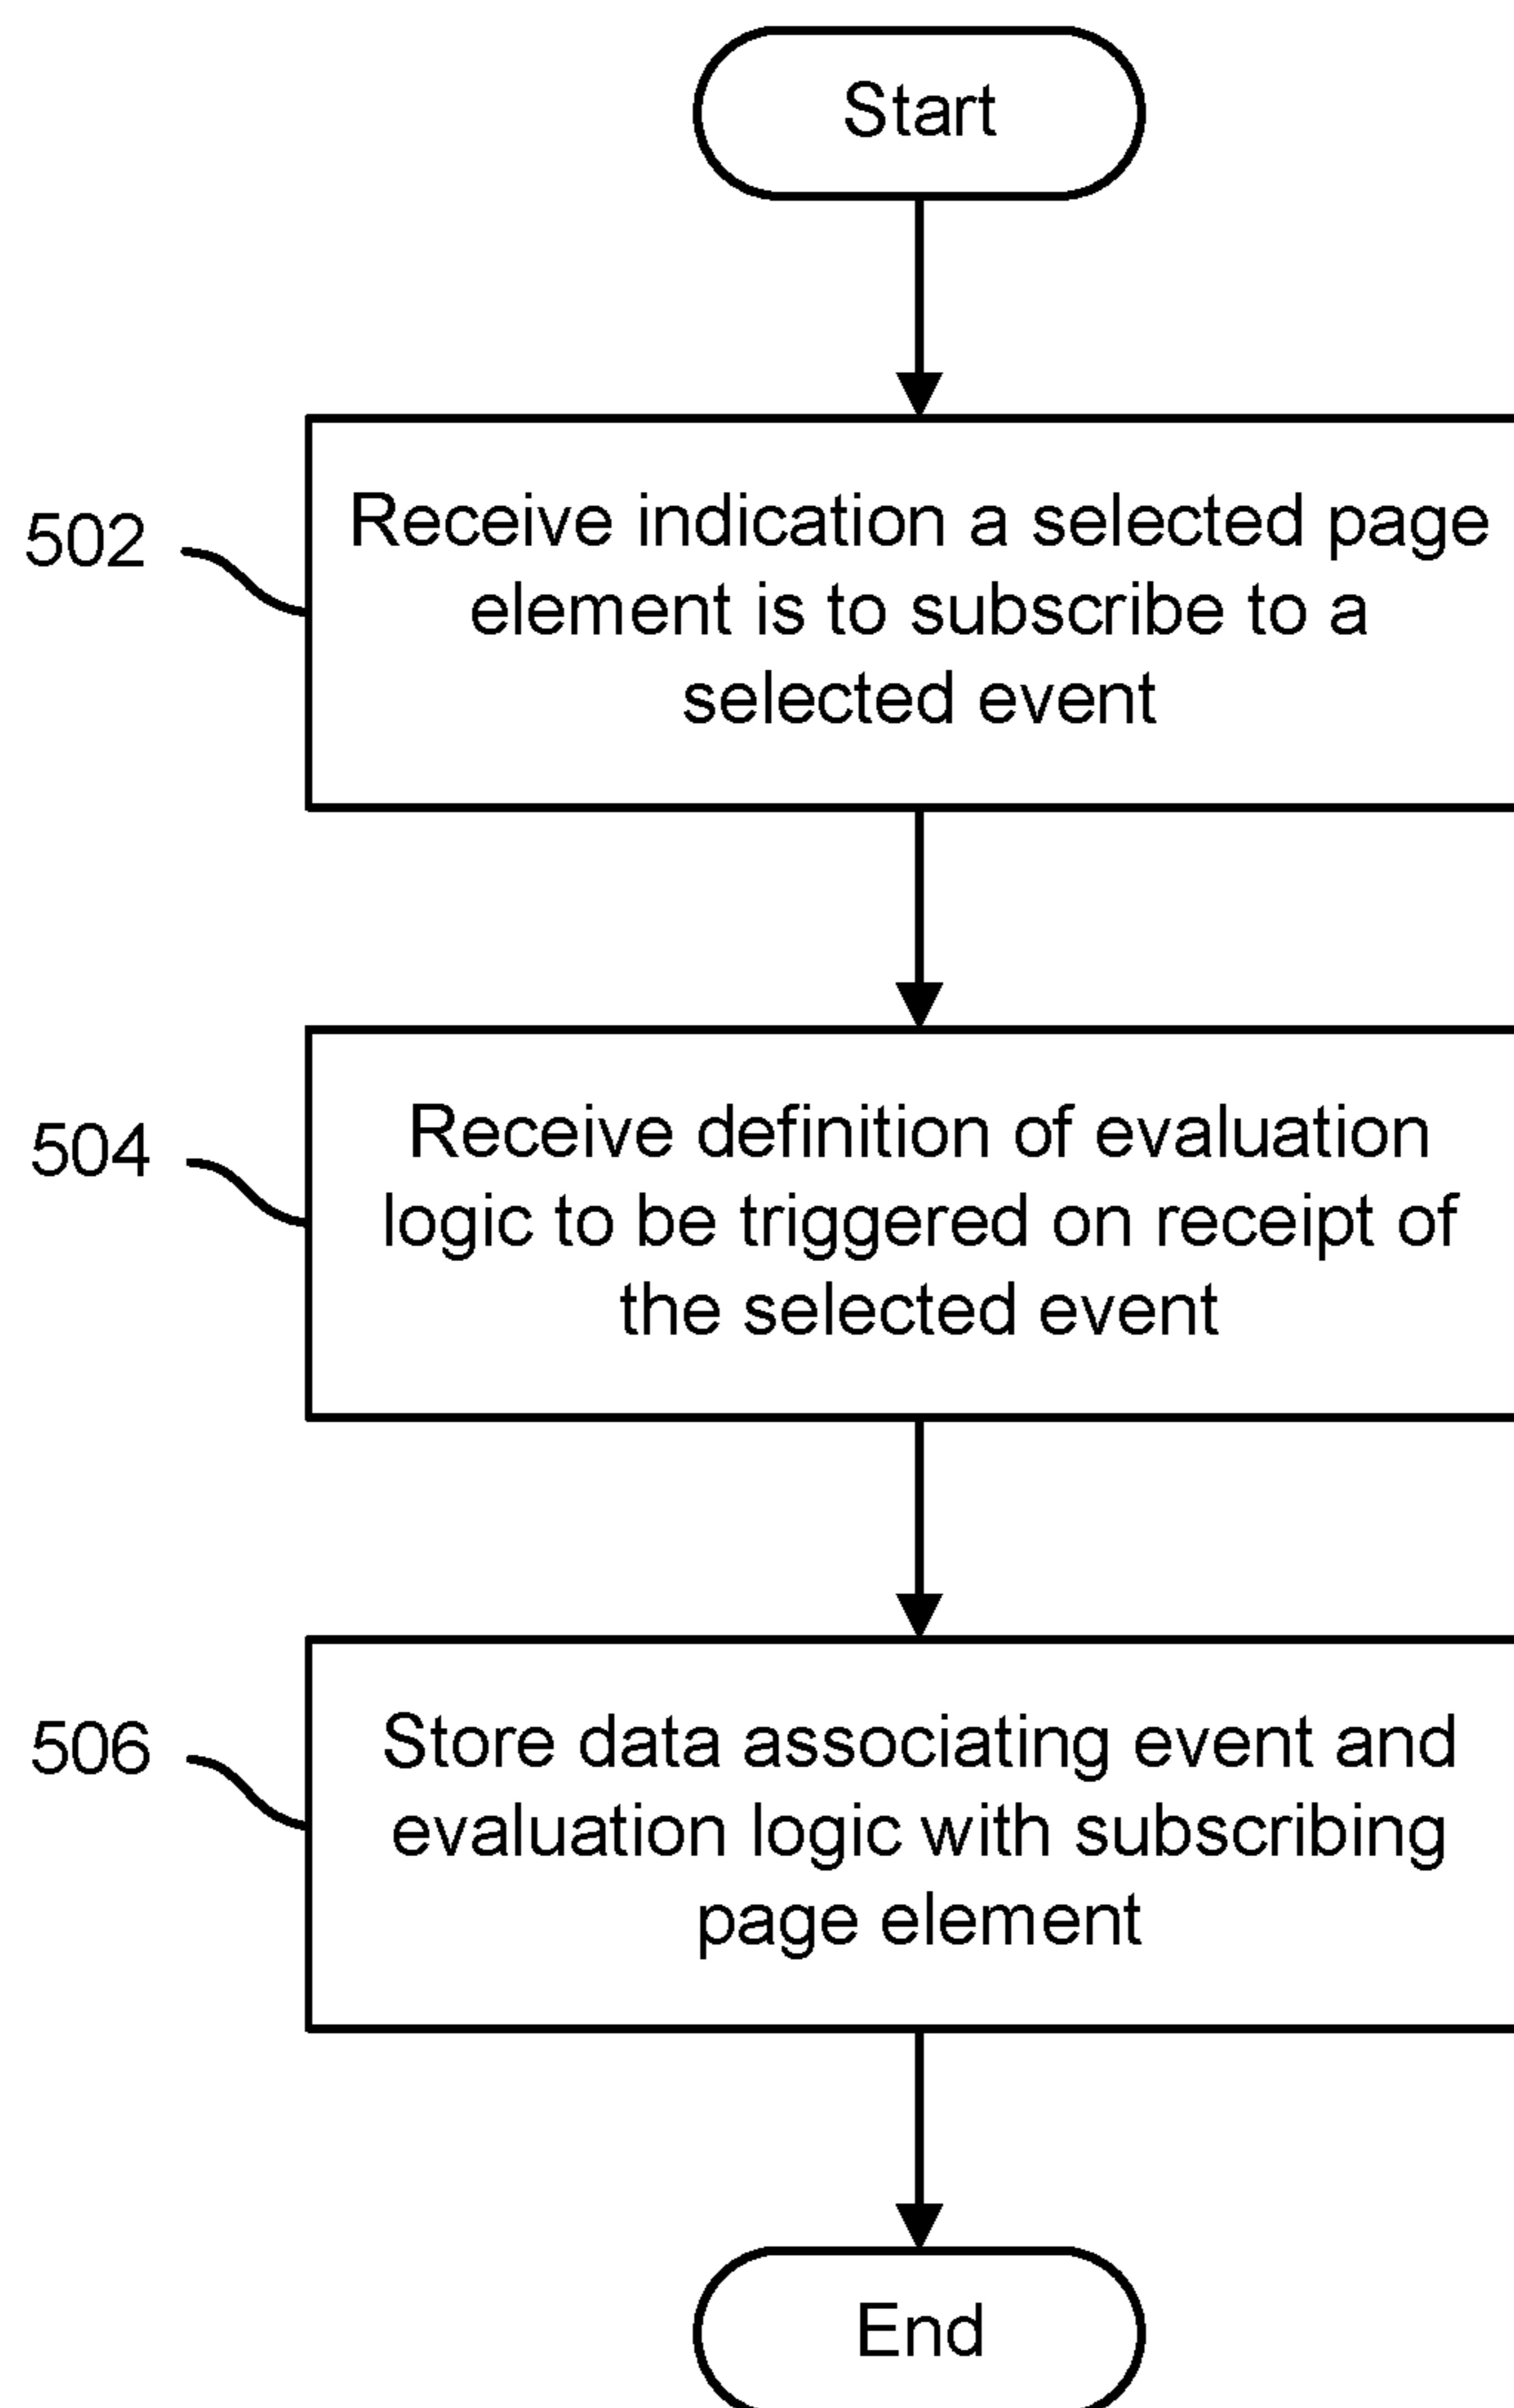 Start
502
Receive indication a selected page
element is to subscribe to a
selected event
504
Receive definition of evaluation
logic to be triggered on receipt of
the selected event
506
Store data associating event and
evaluation logic with subscribing
page element
End